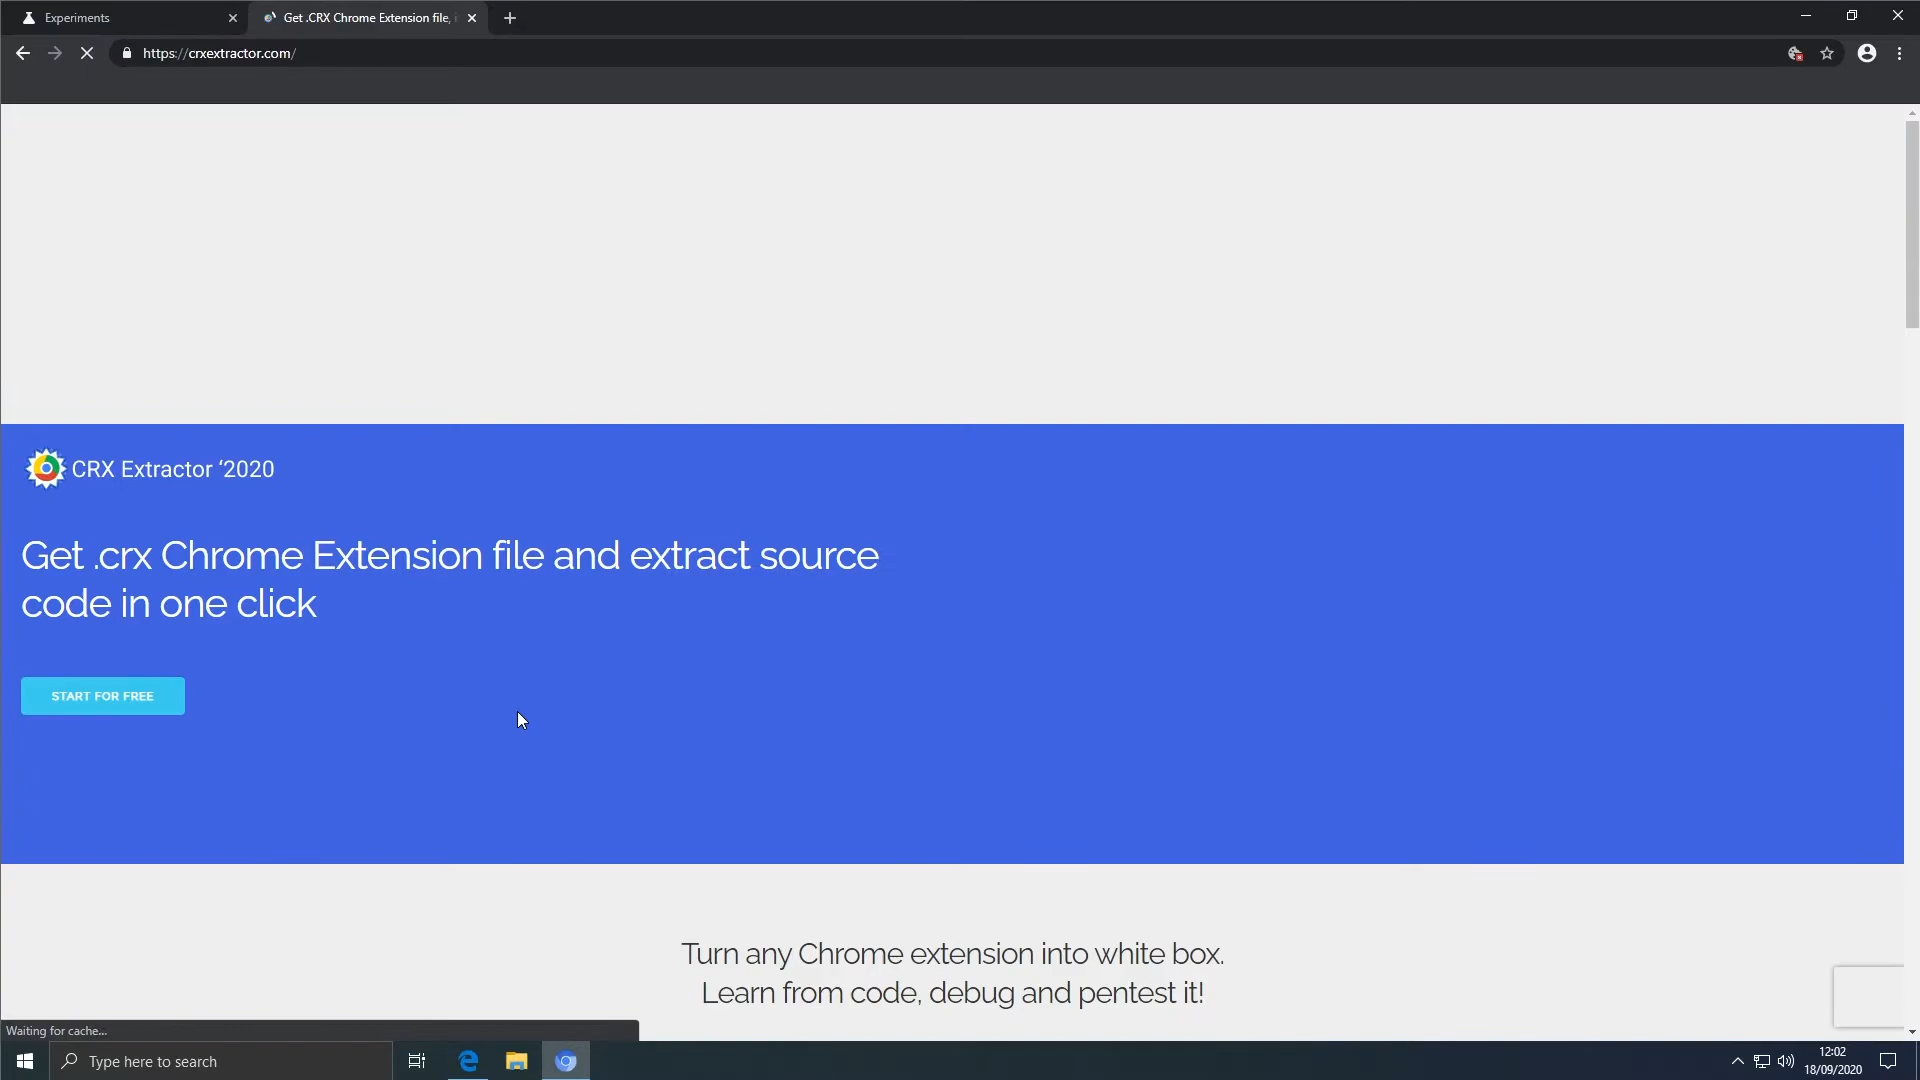 Experiments
Get .CRX Chrome Extension file,
https://crxextractor.com/
CRX Extractor ‘2020
Get .crx Chrome Extension file and extract source
code in one click
START FOR FREE
Turn any Chrome extension into white box.
Learn from code, debug and pentest it!
Waiting for cache...
Type here to search
12:02
18/09/2020